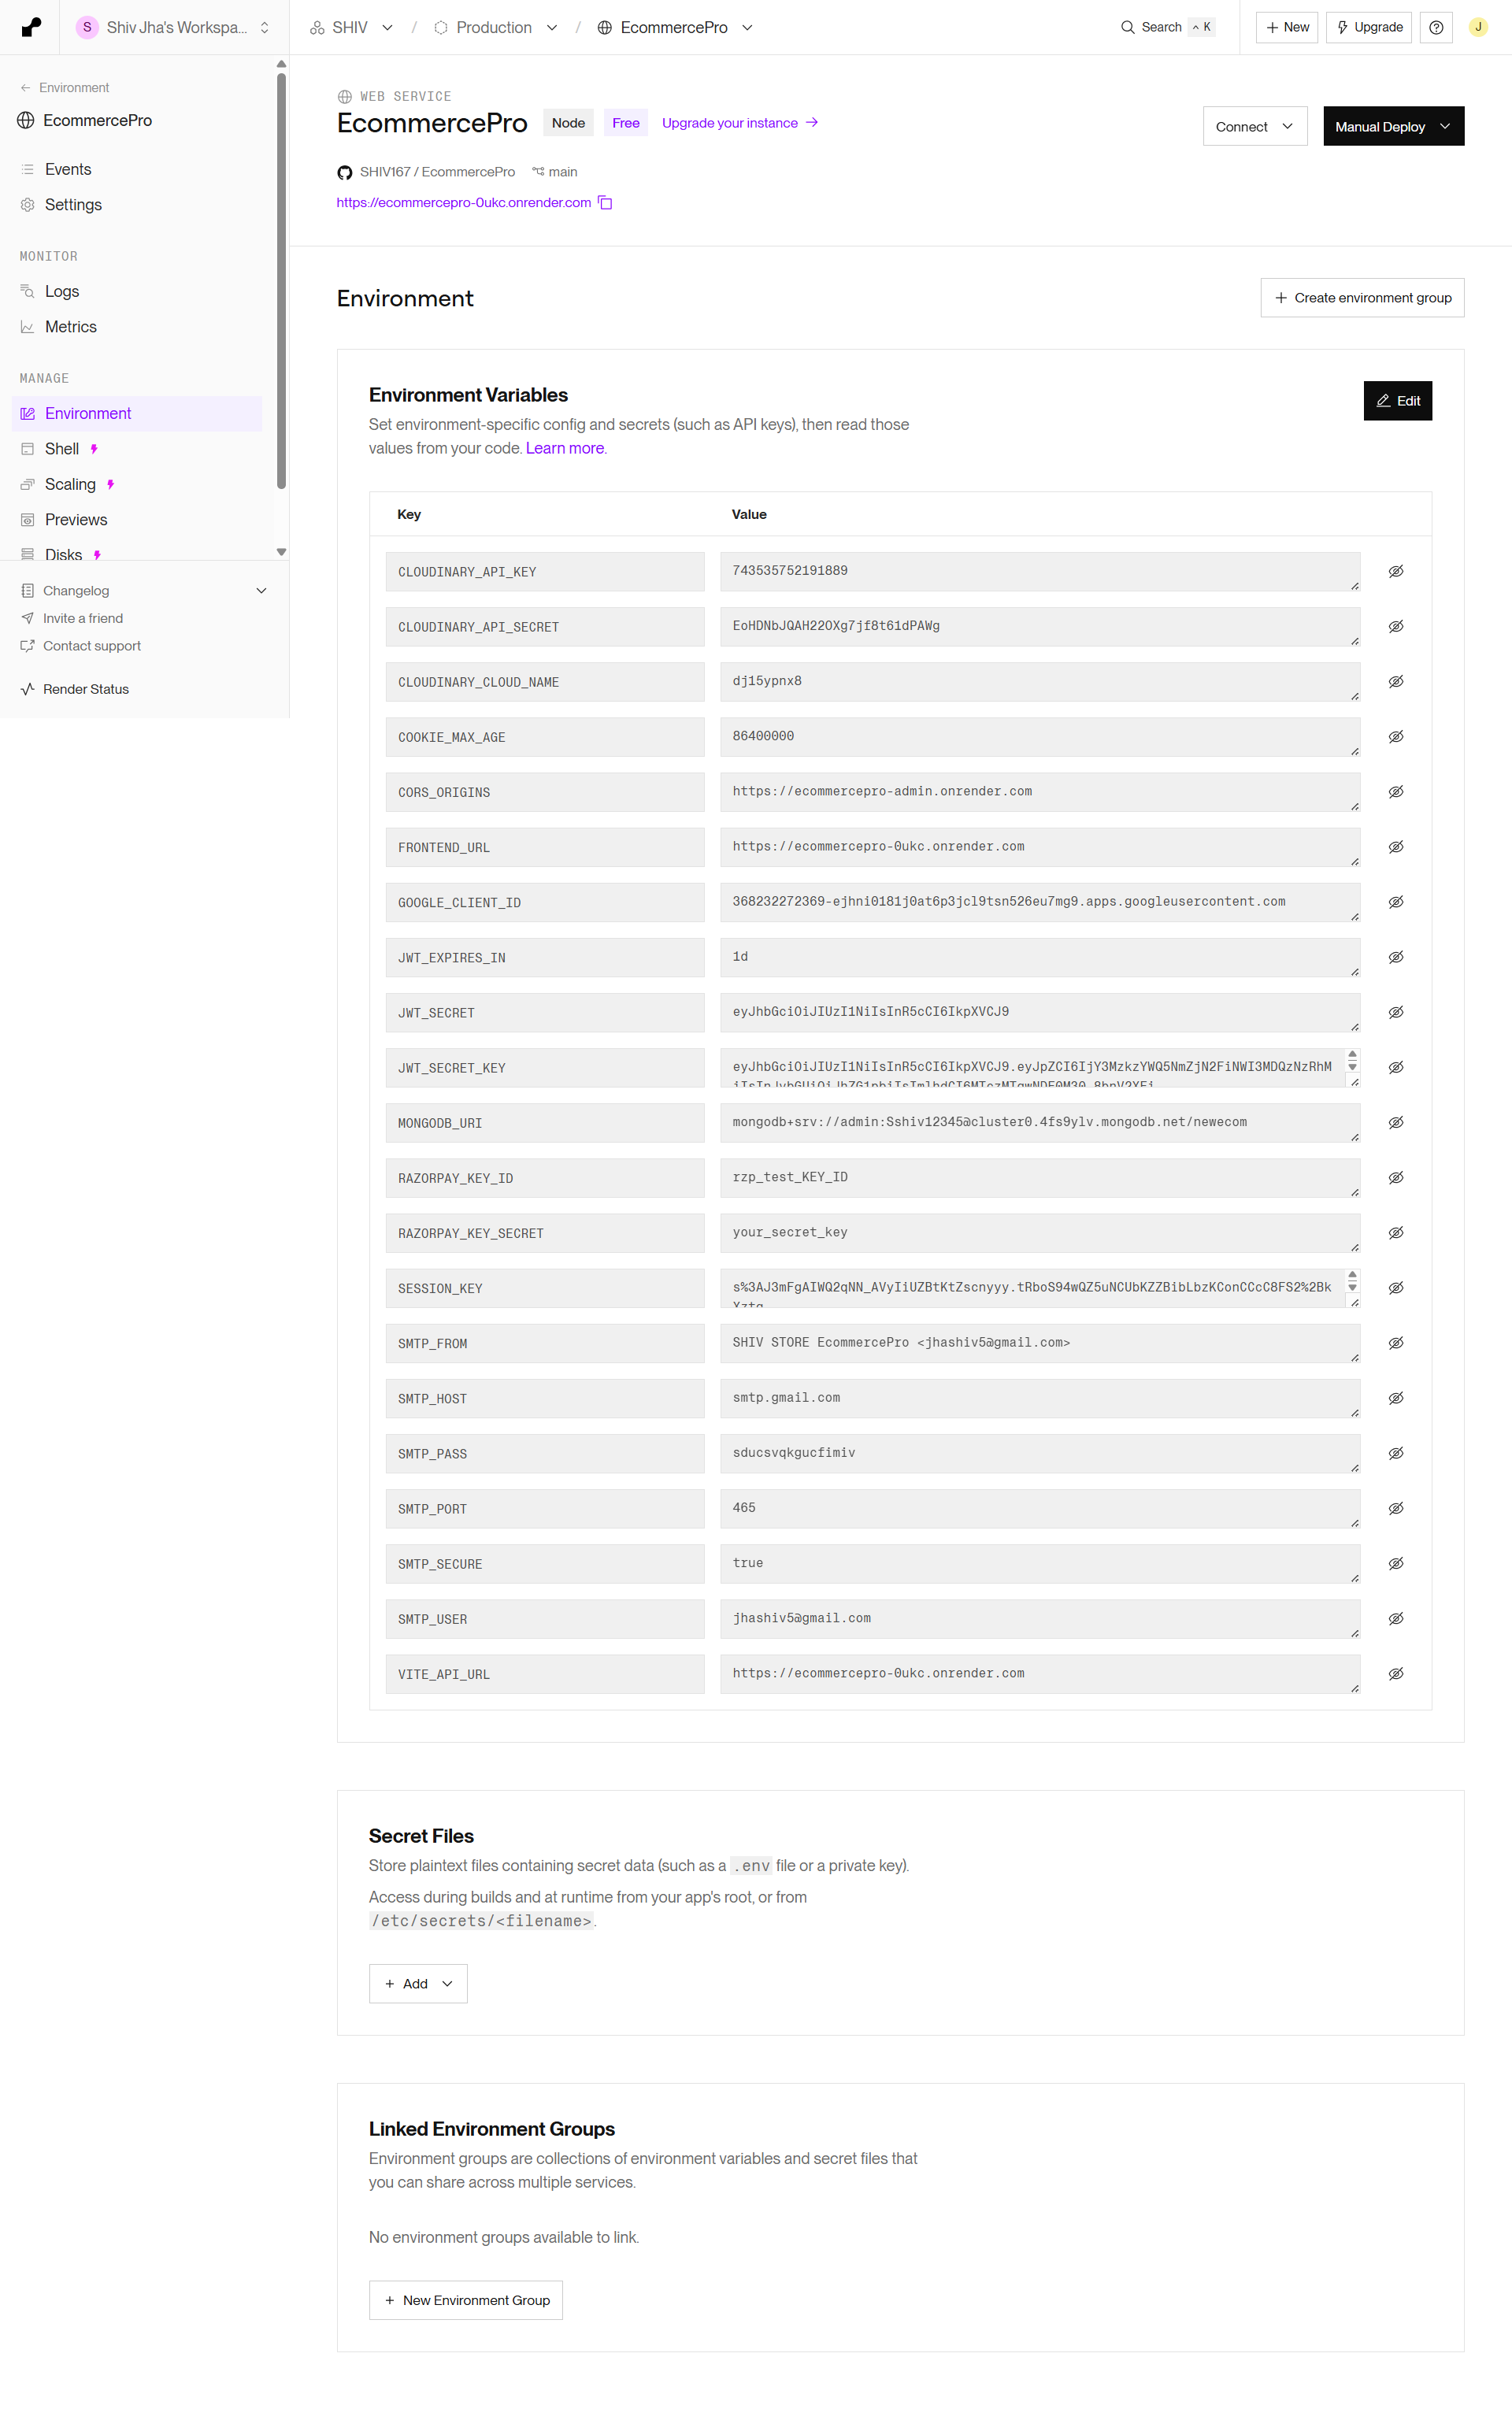 S Shiv Jha's Workspa...
SHIV / Production / EcommercePro
Search ⌃ K
+ New
Upgrade
J
← Environment
EcommercePro
Events
Settings
MONITOR
Logs
Metrics
MANAGE
Environment
Shell
Scaling
Previews
Disks
Changelog
Invite a friend
Contact support
Render Status
WEB SERVICE
EcommercePro Node Free Upgrade your instance →
Connect
Manual Deploy
SHIV167 / EcommercePro main
https://ecommercepro-0ukc.onrender.com
Environment
+ Create environment group
Environment Variables
Edit
Set environment-specific config and secrets (such as API keys), then read those
values from your code. Learn more.
Key Value
CLOUDINARY_API_KEY 743535752191889
CLOUDINARY_API_SECRET EoHDNbJQAH22OXg7jf8t61dPAWg
CLOUDINARY_CLOUD_NAME dj15ypnx8
COOKIE_MAX_AGE 86400000
CORS_ORIGINS https://ecommercepro-admin.onrender.com
FRONTEND_URL https://ecommercepro-0ukc.onrender.com
GOOGLE_CLIENT_ID 368232272369-ejhni0181j0at6p3jcl9tsn526eu7mg9.apps.googleusercontent.com
JWT_EXPIRES_IN 1d
JWT_SECRET eyJhbGciOiJIUzI1NiIsInR5cCI6IkpXVCJ9
JWT_SECRET_KEY eyJhbGciOiJIUzI1NiIsInR5cCI6IkpXVCJ9.eyJpZCI6IjY3MzkzYWQ5NmZjN2FiNWI3MDQzNzRhM
MONGODB_URI mongodb+srv://admin:Sshiv12345@cluster0.4fs9ylv.mongodb.net/newecom
RAZORPAY_KEY_ID rzp_test_KEY_ID
RAZORPAY_KEY_SECRET your_secret_key
SESSION_KEY s%3AJ3mFgAIWQ2qNN_AVyIiUZBtKtZscnyyy.tRboS94wQZ5uNCUbKZZBibLbzKConCCcC8FS2%2Bk
SMTP_FROM SHIV STORE EcommercePro <jhashiv5@gmail.com>
SMTP_HOST smtp.gmail.com
SMTP_PASS sducsvqkgucfimiv
SMTP_PORT 465
SMTP_SECURE true
SMTP_USER jhashiv5@gmail.com
VITE_API_URL https://ecommercepro-0ukc.onrender.com
Secret Files
Store plaintext files containing secret data (such as a .env file or a private key).
Access during builds and at runtime from your app's root, or from
/etc/secrets/<filename>.
+ Add
Linked Environment Groups
Environment groups are collections of environment variables and secret files that
you can share across multiple services.
No environment groups available to link.
+ New Environment Group